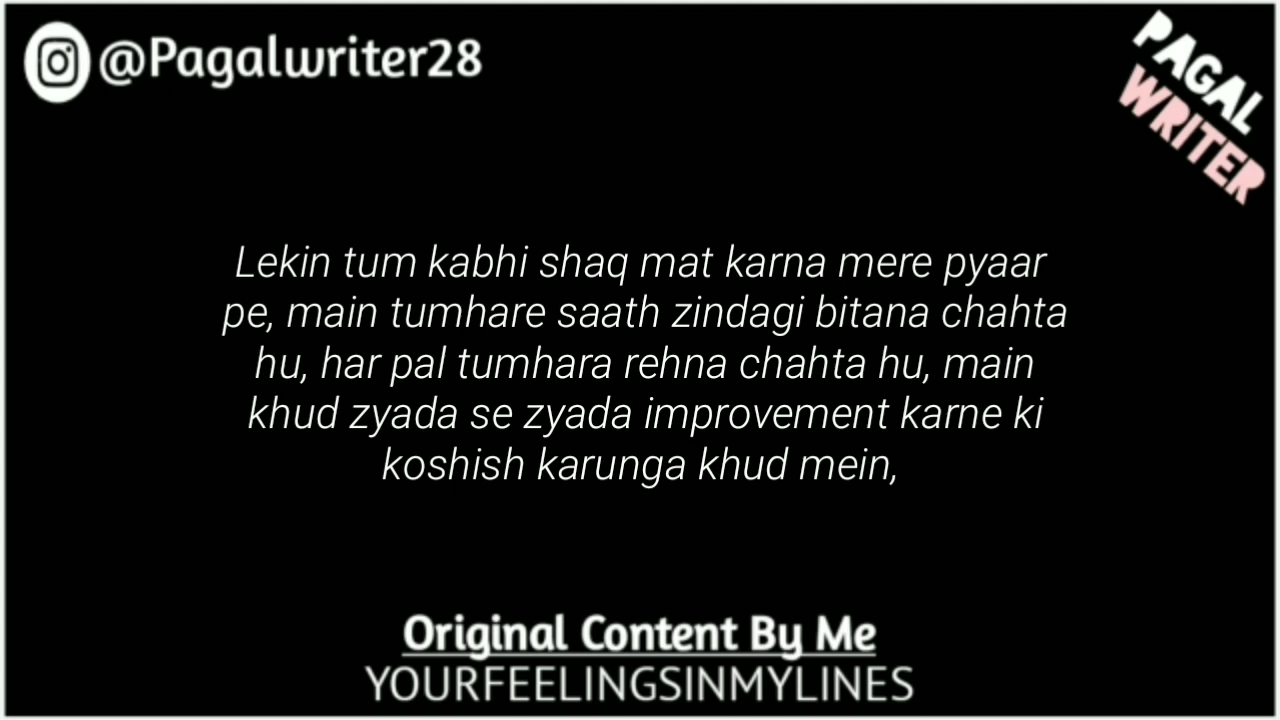 @Pagalwriter28
PAGAL
WRITER
Lekin tum kabhi shaq mat karna mere pyaar
pe, main tumhare saath zindagi bitana chahta
hu, har pal tumhara rehna chahta hu, main
khud zyada se zyada improvement karne ki
koshish karunga khud mein,
Original Content By Me
YOURFEELINGSINMYLINES